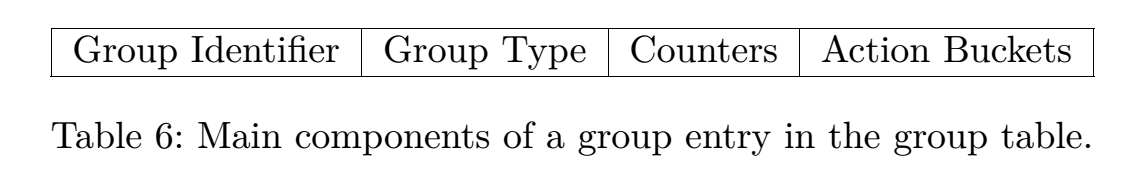 Group Identifier Group Type Counters Action Buckets
Table 6: Main components of a group entry in the group table.